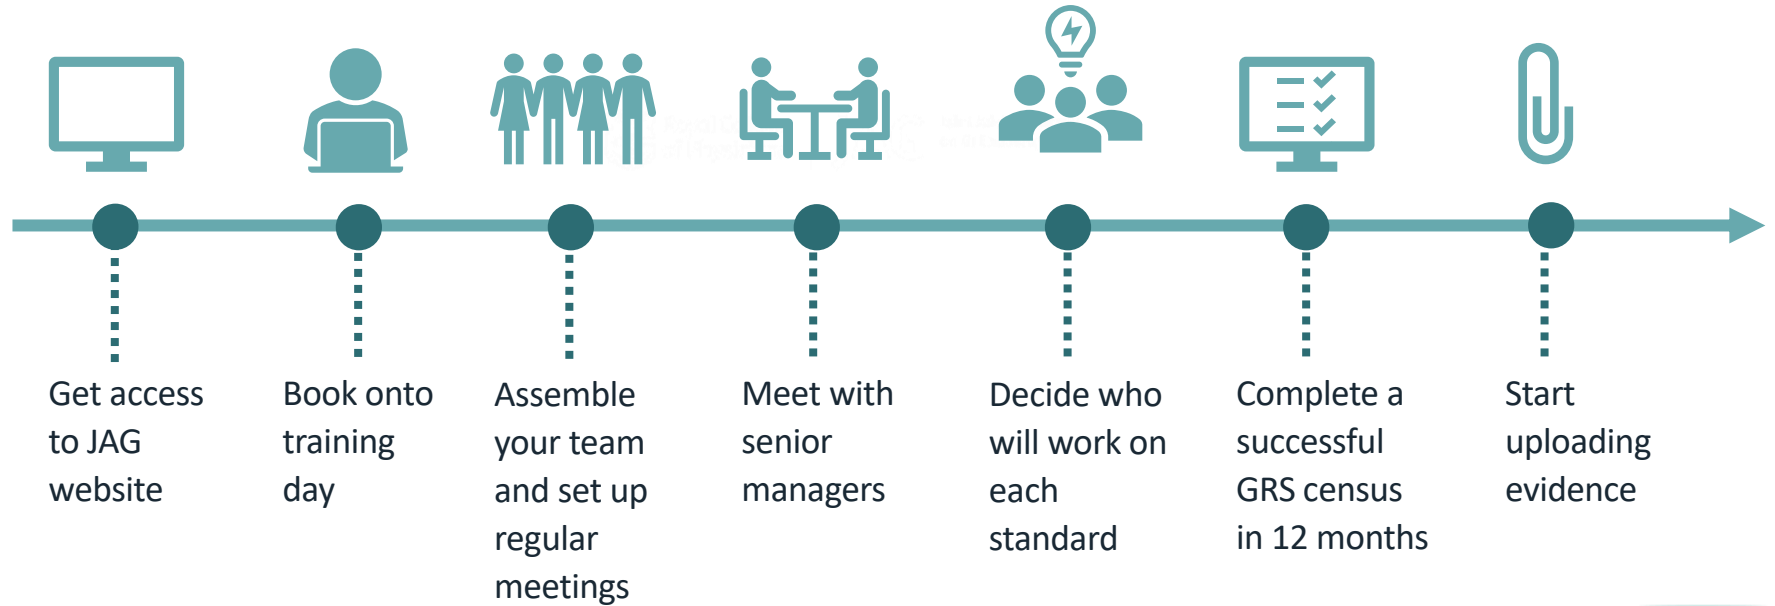 Get access
to JAG
website
Book onto
training
day
Assemble
your team
and set up
regular
meetings
Meet with
senior
managers
Decide who
will work on
each
standard
Complete a
successful
GRS census
in 12 months
Start
uploading
evidence